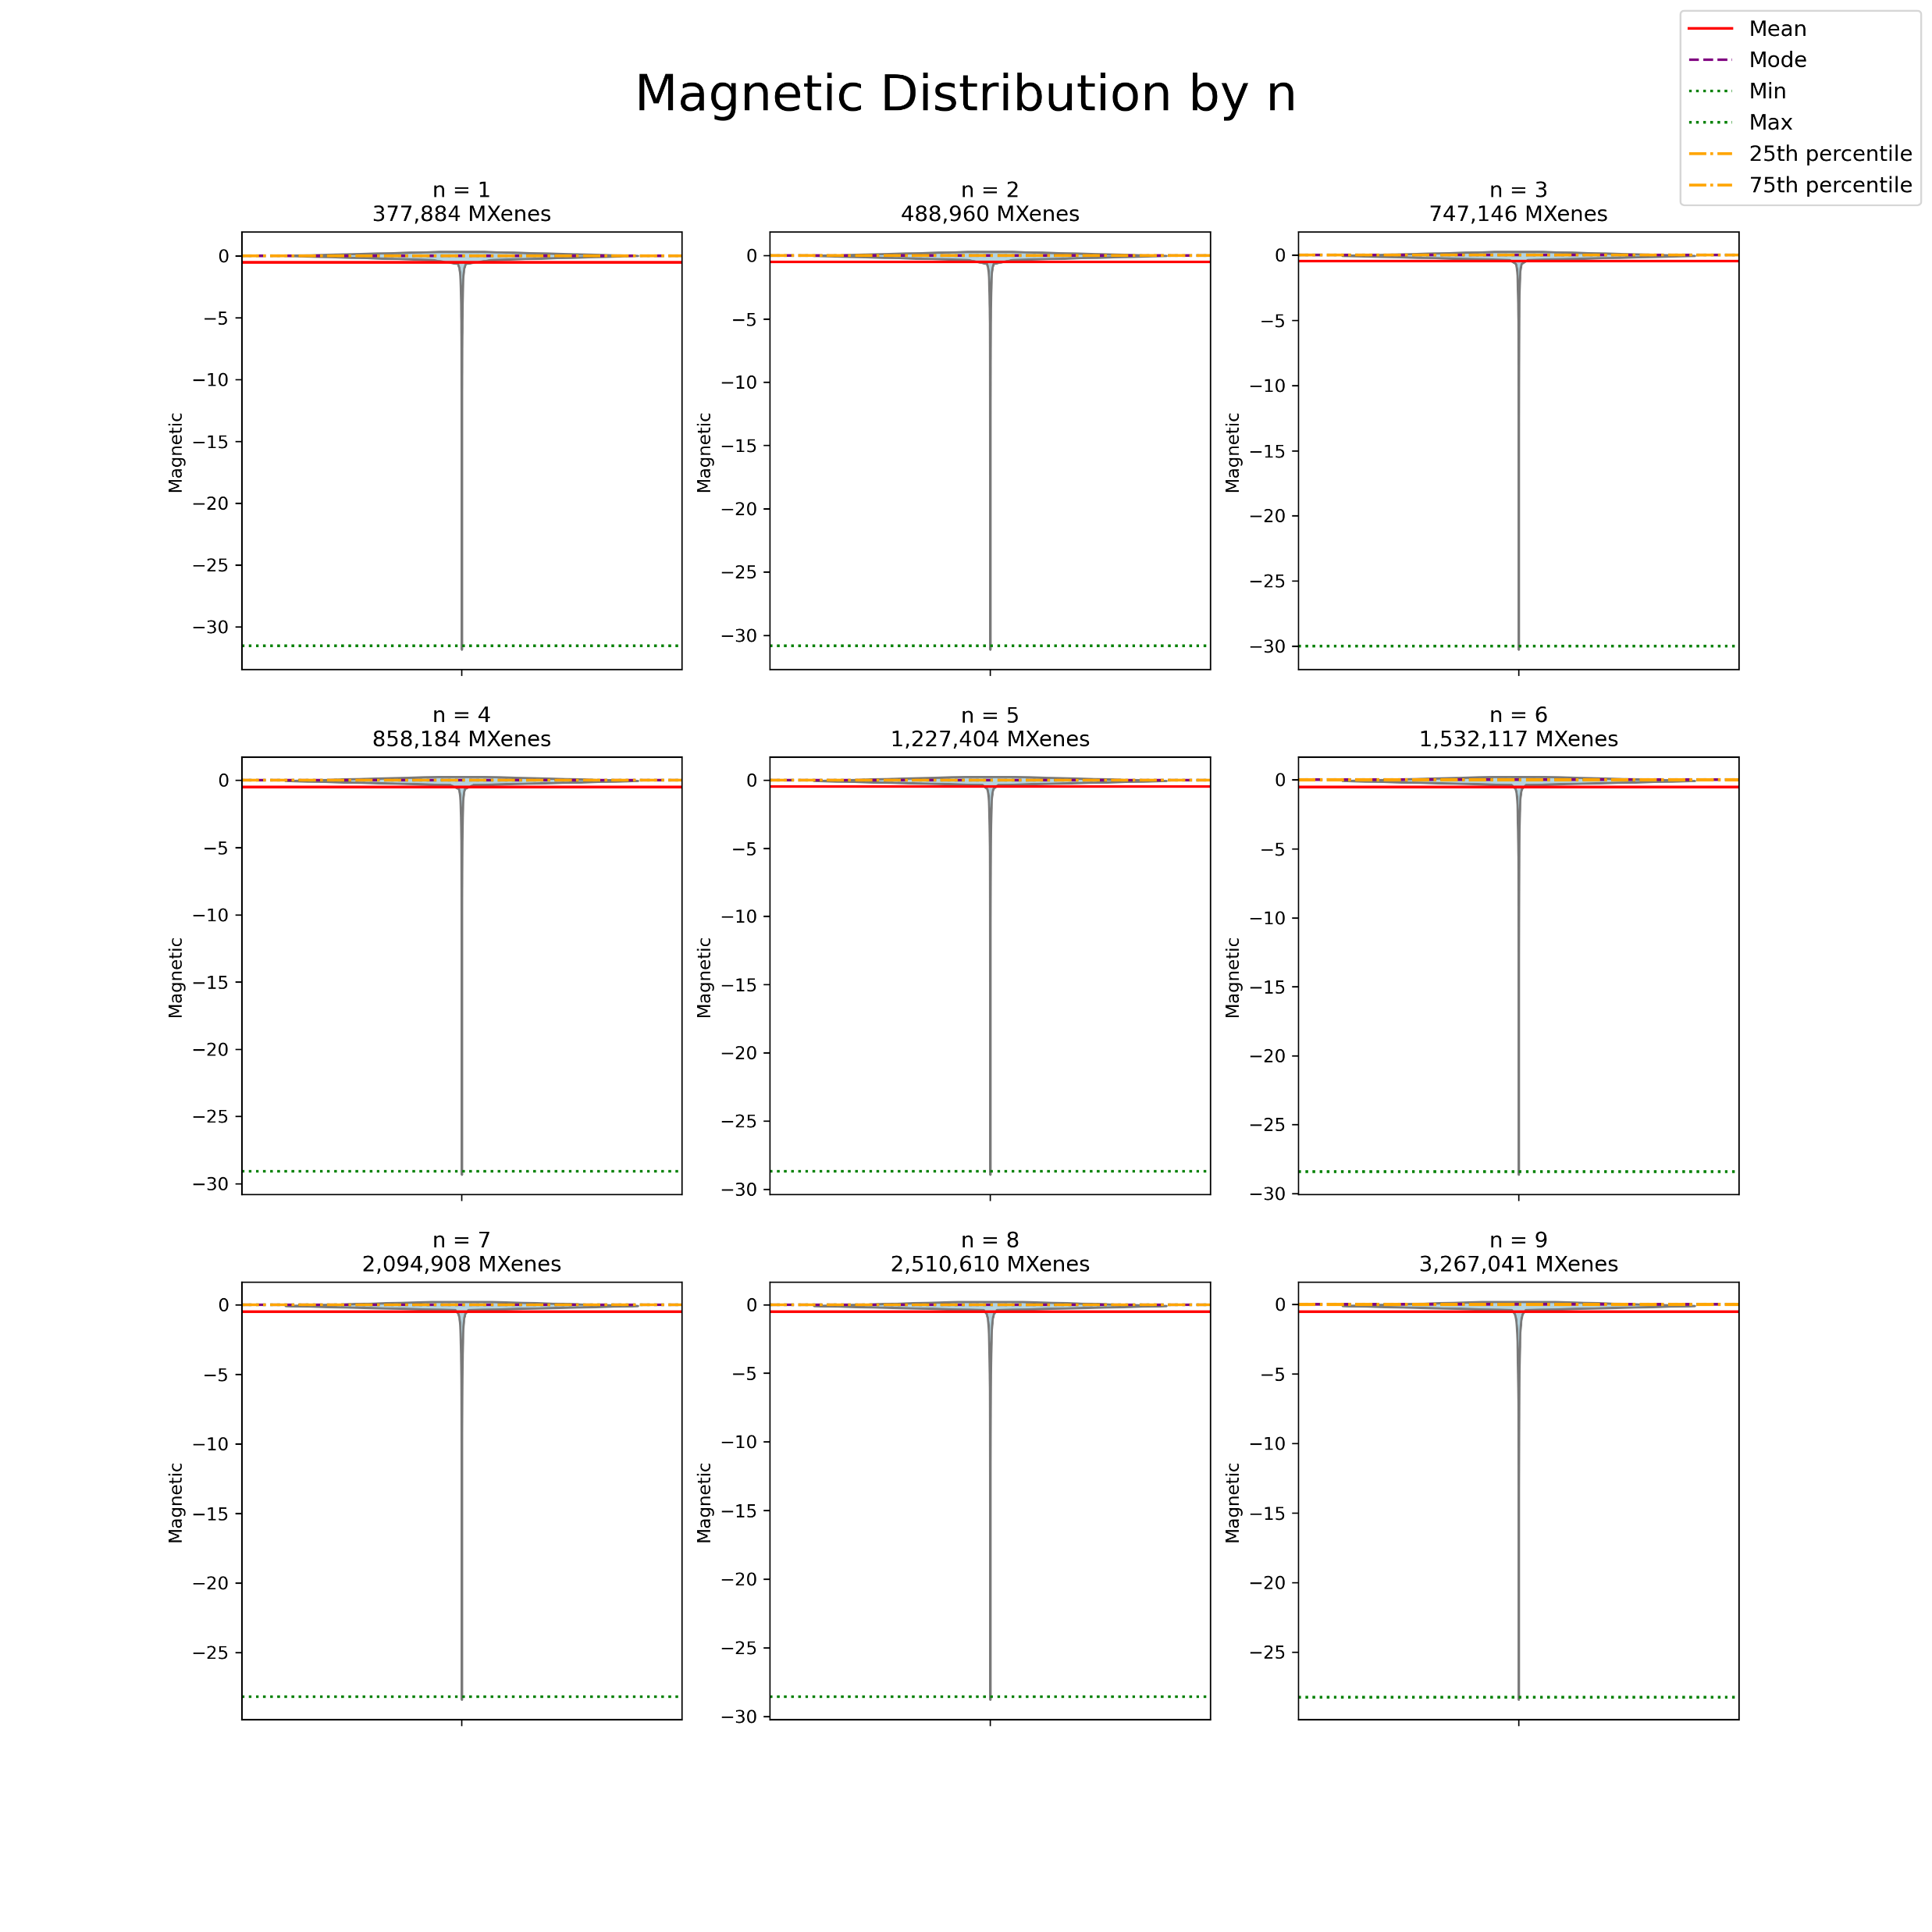 Mean
Mode
Min
Max
25th percentile
75th percentile
Magnetic Distribution by n
n = 1
377,884 MXenes
0
−5
−10
−15
−20
−25
−30
Magnetic
n = 2
488,960 MXenes
0
−5
−10
−15
−20
−25
−30
Magnetic
n = 3
747,146 MXenes
0
−5
−10
−15
−20
−25
−30
Magnetic
n = 4
858,184 MXenes
0
−5
−10
−15
−20
−25
−30
Magnetic
n = 5
1,227,404 MXenes
0
−5
−10
−15
−20
−25
−30
Magnetic
n = 6
1,532,117 MXenes
0
−5
−10
−15
−20
−25
−30
Magnetic
n = 7
2,094,908 MXenes
0
−5
−10
−15
−20
−25
Magnetic
n = 8
2,510,610 MXenes
0
−5
−10
−15
−20
−25
−30
Magnetic
n = 9
3,267,041 MXenes
0
−5
−10
−15
−20
−25
Magnetic